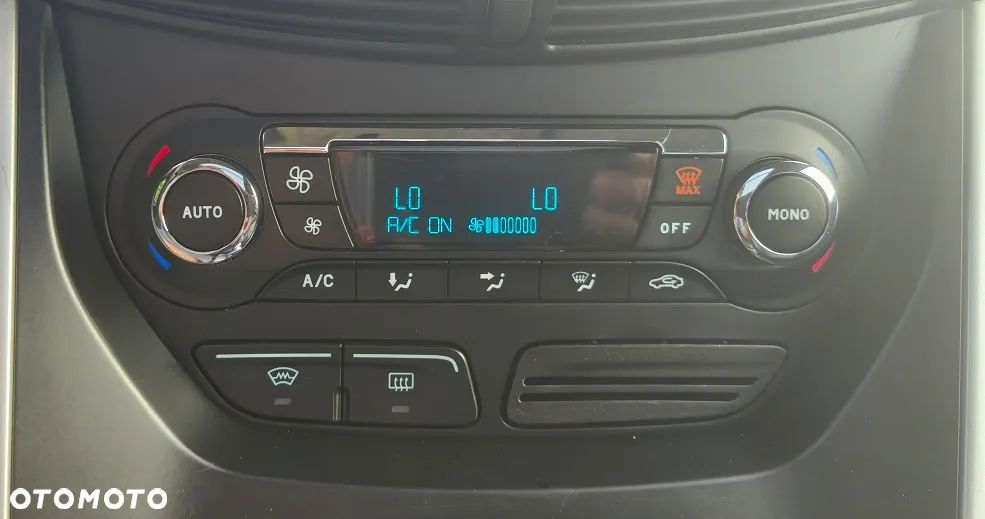 LO LO
A/C ON
AUTO
MAX
OFF
MONO
A/C
OTOMOTO